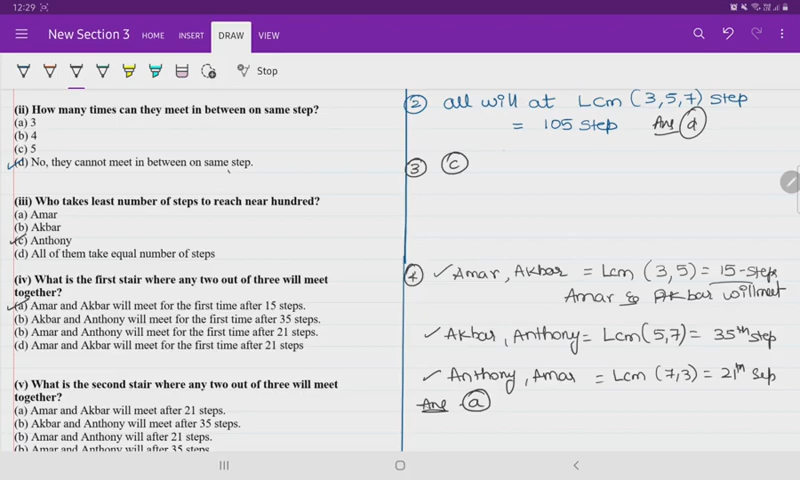 12:29
New Section 3 HOME INSERT DRAW VIEW
Stop
(ii) How many times can they meet in between on same step?
(a) 3
(b) 4
(c) 5
(d) No, they cannot meet in between on same step.
(iii) Who takes least number of steps to reach near hundred?
(a) Amar
(b) Akbar
(c) Anthony
(d) All of them take equal number of steps
(iv) What is the first stair where any two out of three will meet
together?
(a) Amar and Akbar will meet for the first time after 15 steps.
(b) Akbar and Anthony will meet for the first time after 35 steps.
(b) Amar and Anthony will meet for the first time after 21 steps.
(d) Amar and Akbar will meet for the first time after 21 steps
(v) What is the second stair where any two out of three will meet
together?
(a) Amar and Akbar will meet after 21 steps.
(b) Akbar and Anthony will meet after 35 steps.
(b) Amar and Anthony will after 21 steps.
(b) Amar and Anthony will after 35 steps.
2 all will at Lcm (3,5,7) step
= 105 step Ans d
3 c
4 Amar, Akbar = Lcm (3,5) = 15-steps
Amar & Akbar will meet
Akbar, Anthony = Lcm(5,7) = 35th step
Anthony, Amar = Lcm (7,3) = 21th sep
Ans a